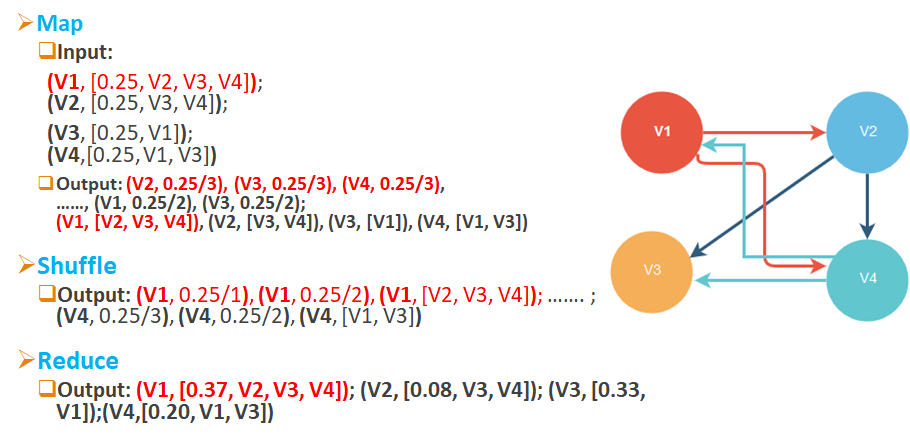 Map
Input:
(V1, [0.25, V2, V3, V4]);
(V2, [0.25, V3, V4]);
(V3, [0.25, V1]);
(V4,[0.25, V1, V3])
Output: (V2, 0.25/3), (V3, 0.25/3), (V4, 0.25/3),
……, (V1, 0.25/2), (V3, 0.25/2);
(V1, [V2, V3, V4]), (V2, [V3, V4]), (V3, [V1]), (V4, [V1, V3])
Shuffle
Output: (V1, 0.25/1), (V1, 0.25/2), (V1, [V2, V3, V4]); ……. ;
(V4, 0.25/3), (V4, 0.25/2), (V4, [V1, V3])
Reduce
Output: (V1, [0.37, V2, V3, V4]); (V2, [0.08, V3, V4]); (V3, [0.33,
V1]);(V4,[0.20, V1, V3])
V1
V2
V3
V4